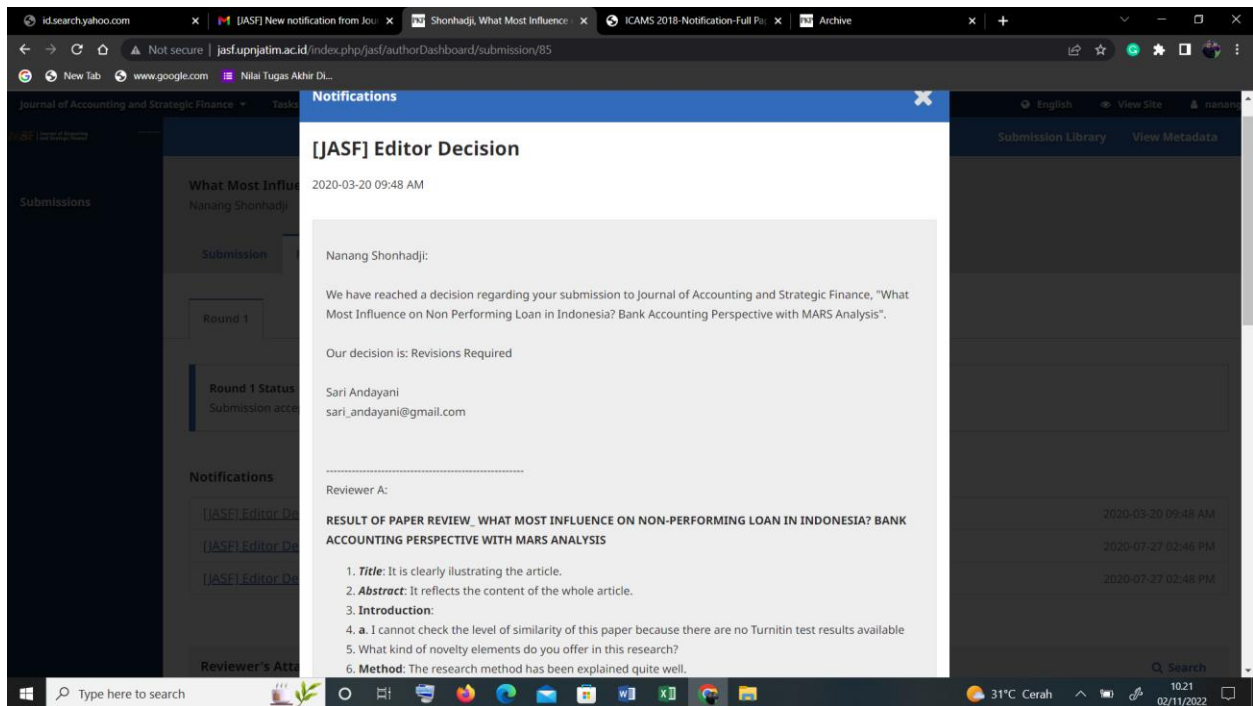 id.search.yahoo.com
[JASF] New notification from Jou
Shonhadji, What Most Influence
ICAMS 2018-Notification-Full Pa
Archive
Not secure | jasf.upnjatim.ac.id/index.php/jasf/authorDashboard/submission/85
New Tab www.google.com Nilai Tugas Akhir Di...
Journal of Accounting and Strategic Finance Tasks English View Site nanang
Notifications
Submission Library View Metadata
[JASF] Editor Decision
2020-03-20 09:48 AM
Submissions
What Most Influe
Nanang Shonhadji
Submission
Nanang Shonhadji:
We have reached a decision regarding your submission to Journal of Accounting and Strategic Finance, "What
Most Influence on Non Performing Loan in Indonesia? Bank Accounting Perspective with MARS Analysis".
Round 1
Our decision is: Revisions Required
Round 1 Status
Submission acce
Sari Andayani
sari_andayani@gmail.com
Notifications
------------------------------------------------------
Reviewer A:
[JASF] Editor De 2020-03-20 09:48 AM
[JASF] Editor De 2020-07-27 02:46 PM
[JASF] Editor De 2020-07-27 02:48 PM
RESULT OF PAPER REVIEW_ WHAT MOST INFLUENCE ON NON-PERFORMING LOAN IN INDONESIA? BANK
ACCOUNTING PERSPECTIVE WITH MARS ANALYSIS
1. Title: It is clearly ilustrating the article.
2. Abstract: It reflects the content of the whole article.
3. Introduction:
4. a. I cannot check the level of similarity of this paper because there are no Turnitin test results available
5. What kind of novelty elements do you offer in this research?
6. Method: The research method has been explained quite well.
Reviewer's Atta Search
Type here to search
31°C Cerah
10.21
02/11/2022